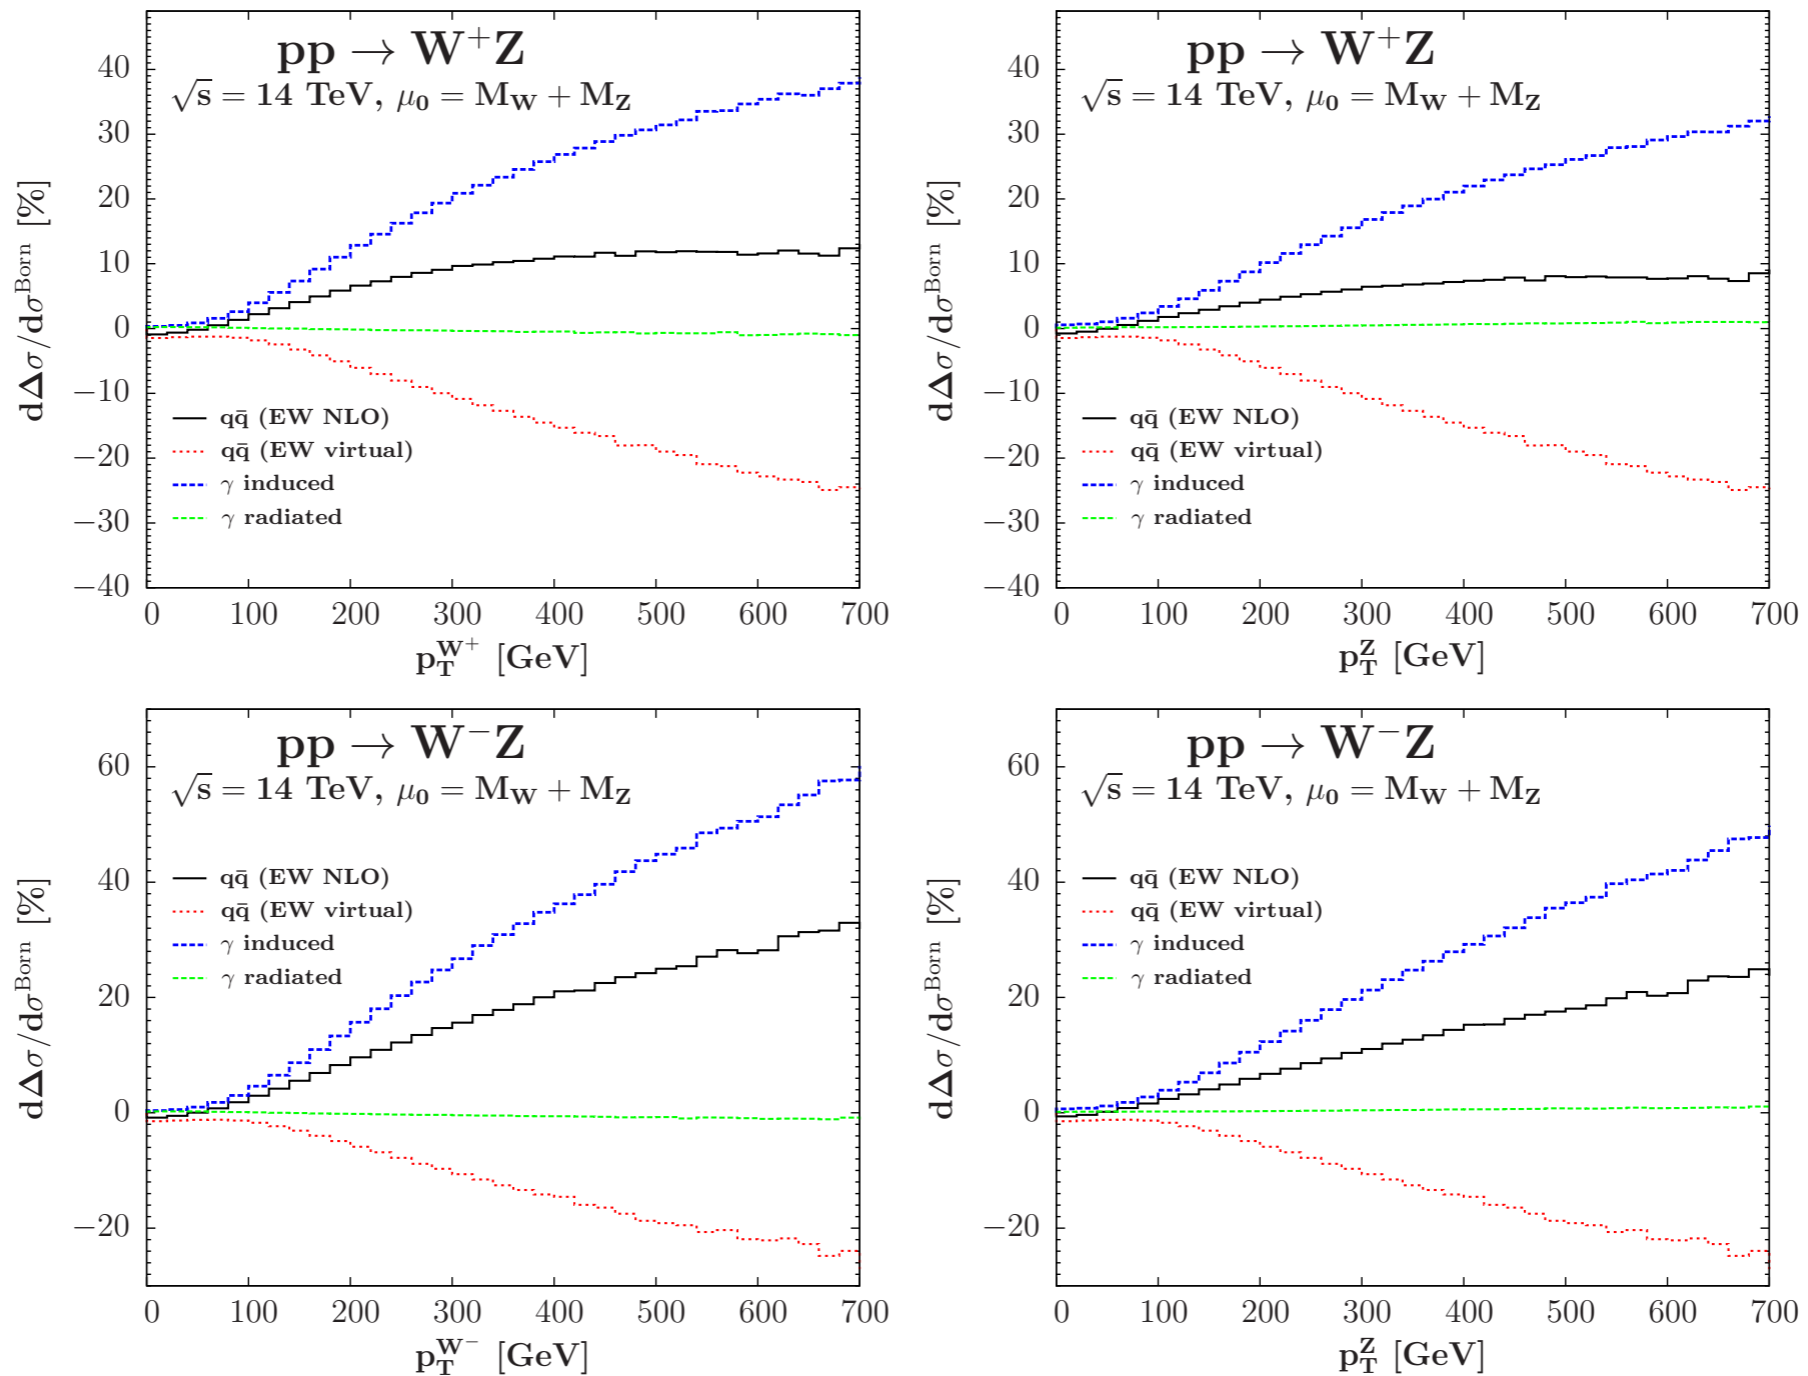 pp → W⁺Z
√s = 14 TeV, μ₀ = M_W + M_Z
dΔσ/dσ^Born [%]
40
30
20
10
0
−10
−20
−30
−40
qq̄ (EW NLO)
qq̄ (EW virtual)
γ induced
γ radiated
0 100 200 300 400 500 600 700
p_T^W⁺ [GeV]
pp → W⁺Z
√s = 14 TeV, μ₀ = M_W + M_Z
dΔσ/dσ^Born [%]
40
30
20
10
0
−10
−20
−30
−40
qq̄ (EW NLO)
qq̄ (EW virtual)
γ induced
γ radiated
0 100 200 300 400 500 600 700
p_T^Z [GeV]
pp → W⁻Z
√s = 14 TeV, μ₀ = M_W + M_Z
dΔσ/dσ^Born [%]
60
40
20
0
−20
qq̄ (EW NLO)
qq̄ (EW virtual)
γ induced
γ radiated
0 100 200 300 400 500 600 700
p_T^W⁻ [GeV]
pp → W⁻Z
√s = 14 TeV, μ₀ = M_W + M_Z
dΔσ/dσ^Born [%]
60
40
20
0
−20
qq̄ (EW NLO)
qq̄ (EW virtual)
γ induced
γ radiated
0 100 200 300 400 500 600 700
p_T^Z [GeV]